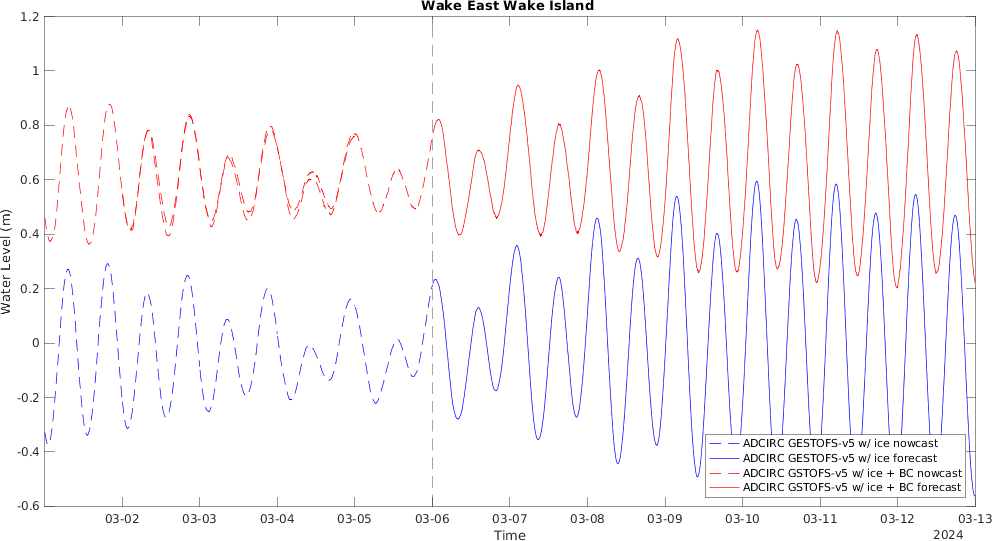 Wake East Wake Island
1.2
1
0.8
0.6
0.4
0.2
0
-0.2
-0.4
-0.6
Water Level (m)
ADCIRC GESTOFS-v5 w/ ice nowcast
ADCIRC GESTOFS-v5 w/ ice forecast
ADCIRC GSTOFS-v5 w/ ice + BC nowcast
ADCIRC GSTOFS-v5 w/ ice + BC forecast
03-02 03-03 03-04 03-05 03-06 03-07 03-08 03-09 03-10 03-11 03-12 03-13
Time
2024